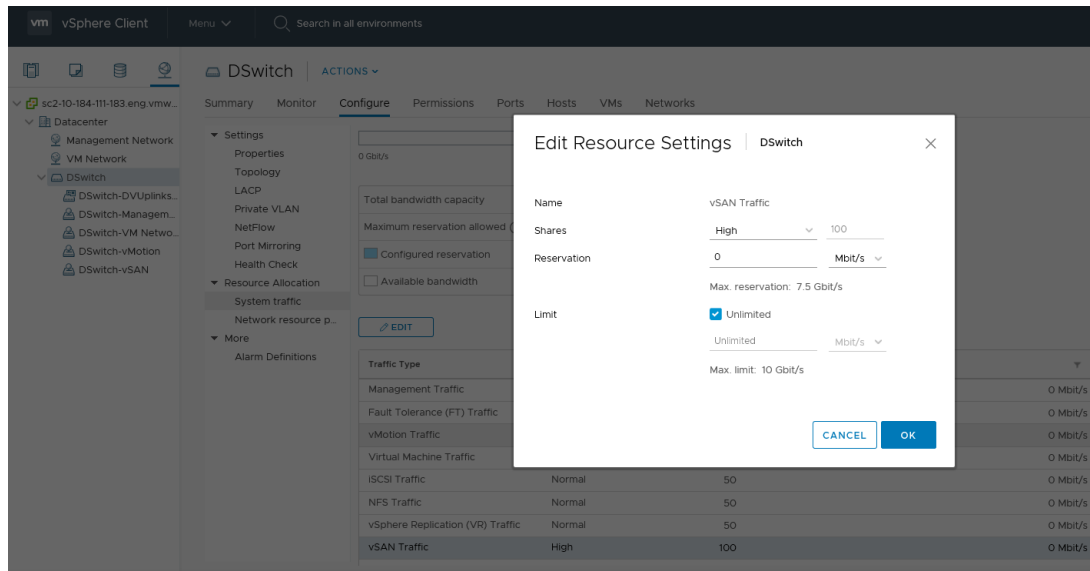 vm vSphere Client Menu Search in all environments
DSwitch ACTIONS
sc2-10-184-111-183.eng.vmw...
Datacenter
Management Network
VM Network
DSwitch
DSwitch-DVUplinks...
DSwitch-Managem...
DSwitch-VM Netwo...
DSwitch-vMotion
DSwitch-vSAN
Summary Monitor Configure Permissions Ports Hosts VMs Networks
Settings
Properties
Topology
LACP
Private VLAN
NetFlow
Port Mirroring
Health Check
Resource Allocation
System traffic
Network resource p...
More
Alarm Definitions
0 Gbit/s
Total bandwidth capacity
Maximum reservation allowed (
Configured reservation
Available bandwidth
EDIT
Traffic Type
Management Traffic 0 Mbit/s
Fault Tolerance (FT) Traffic 0 Mbit/s
vMotion Traffic 0 Mbit/s
Virtual Machine Traffic 0 Mbit/s
iSCSI Traffic Normal 50 0 Mbit/s
NFS Traffic Normal 50 0 Mbit/s
vSphere Replication (VR) Traffic Normal 50 0 Mbit/s
vSAN Traffic High 100 0 Mbit/s
Edit Resource Settings DSwitch
Name vSAN Traffic
Shares High 100
Reservation 0 Mbit/s
Max. reservation: 7.5 Gbit/s
Limit Unlimited
Unlimited Mbit/s
Max. limit: 10 Gbit/s
CANCEL OK